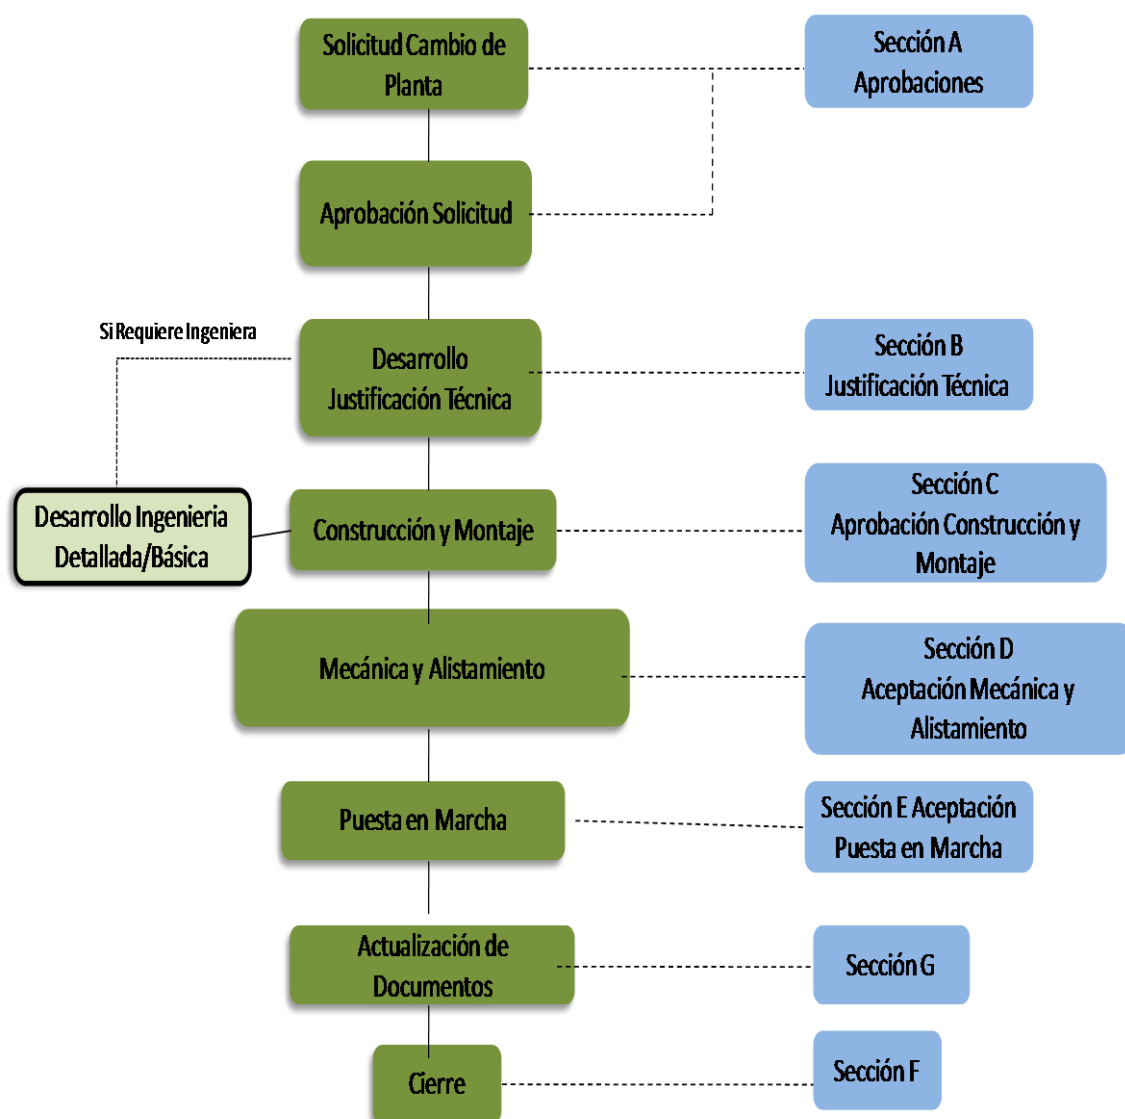 Solicitud Cambio de
Planta
Sección A
Aprobaciones
Aprobación Solicitud
Si Requiere Ingeniera
Desarrollo
Justificación Técnica
Sección B
Justificación Técnica
Desarrollo Ingenieria
Detallada/Básica
Construcción y Montaje
Sección C
Aprobación Construcción y
Montaje
Mecánica y Alistamiento
Sección D
Aceptación Mecánica y
Alistamiento
Puesta en Marcha
Sección E Aceptación
Puesta en Marcha
Actualización de
Documentos
Sección G
Cierre
Sección F